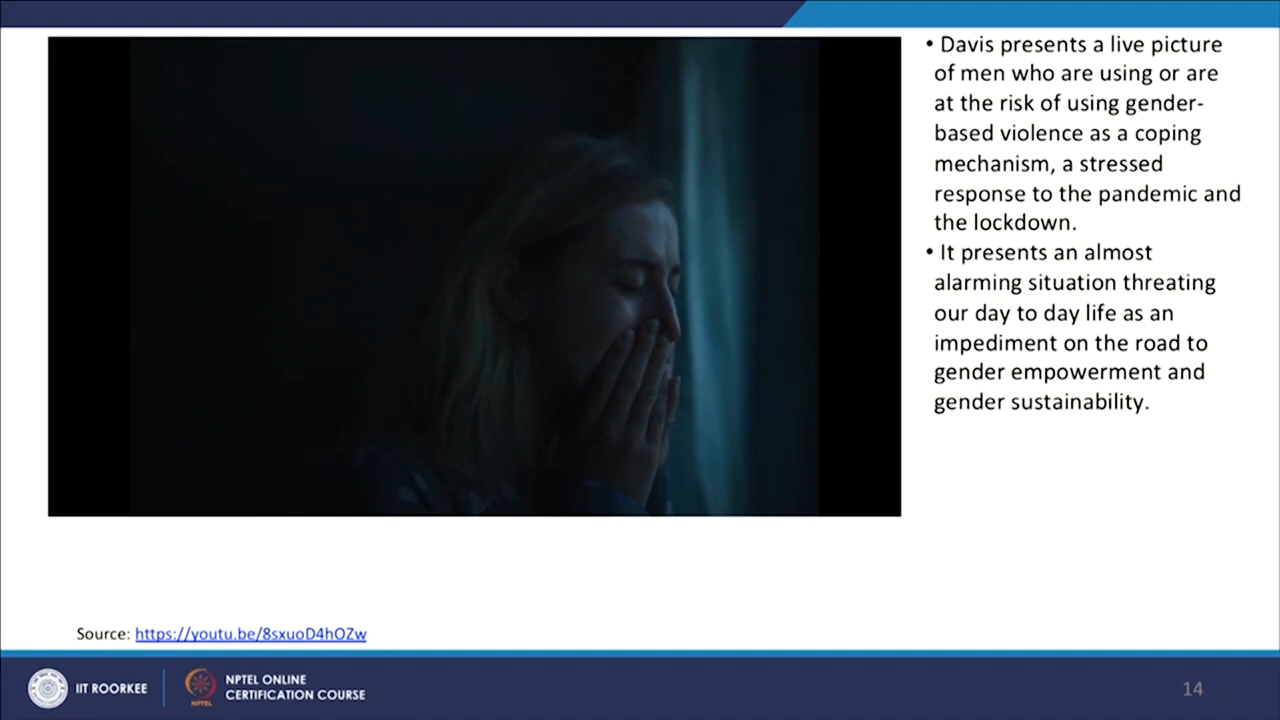 • Davis presents a live picture
of men who are using or are
at the risk of using gender-
based violence as a coping
mechanism, a stressed
response to the pandemic and
the lockdown.
• It presents an almost
alarming situation threating
our day to day life as an
impediment on the road to
gender empowerment and
gender sustainability.
Source: https://youtu.be/8sxuoD4hOZw
IIT ROORKEE
NPTEL
NPTEL ONLINE
CERTIFICATION COURSE
14